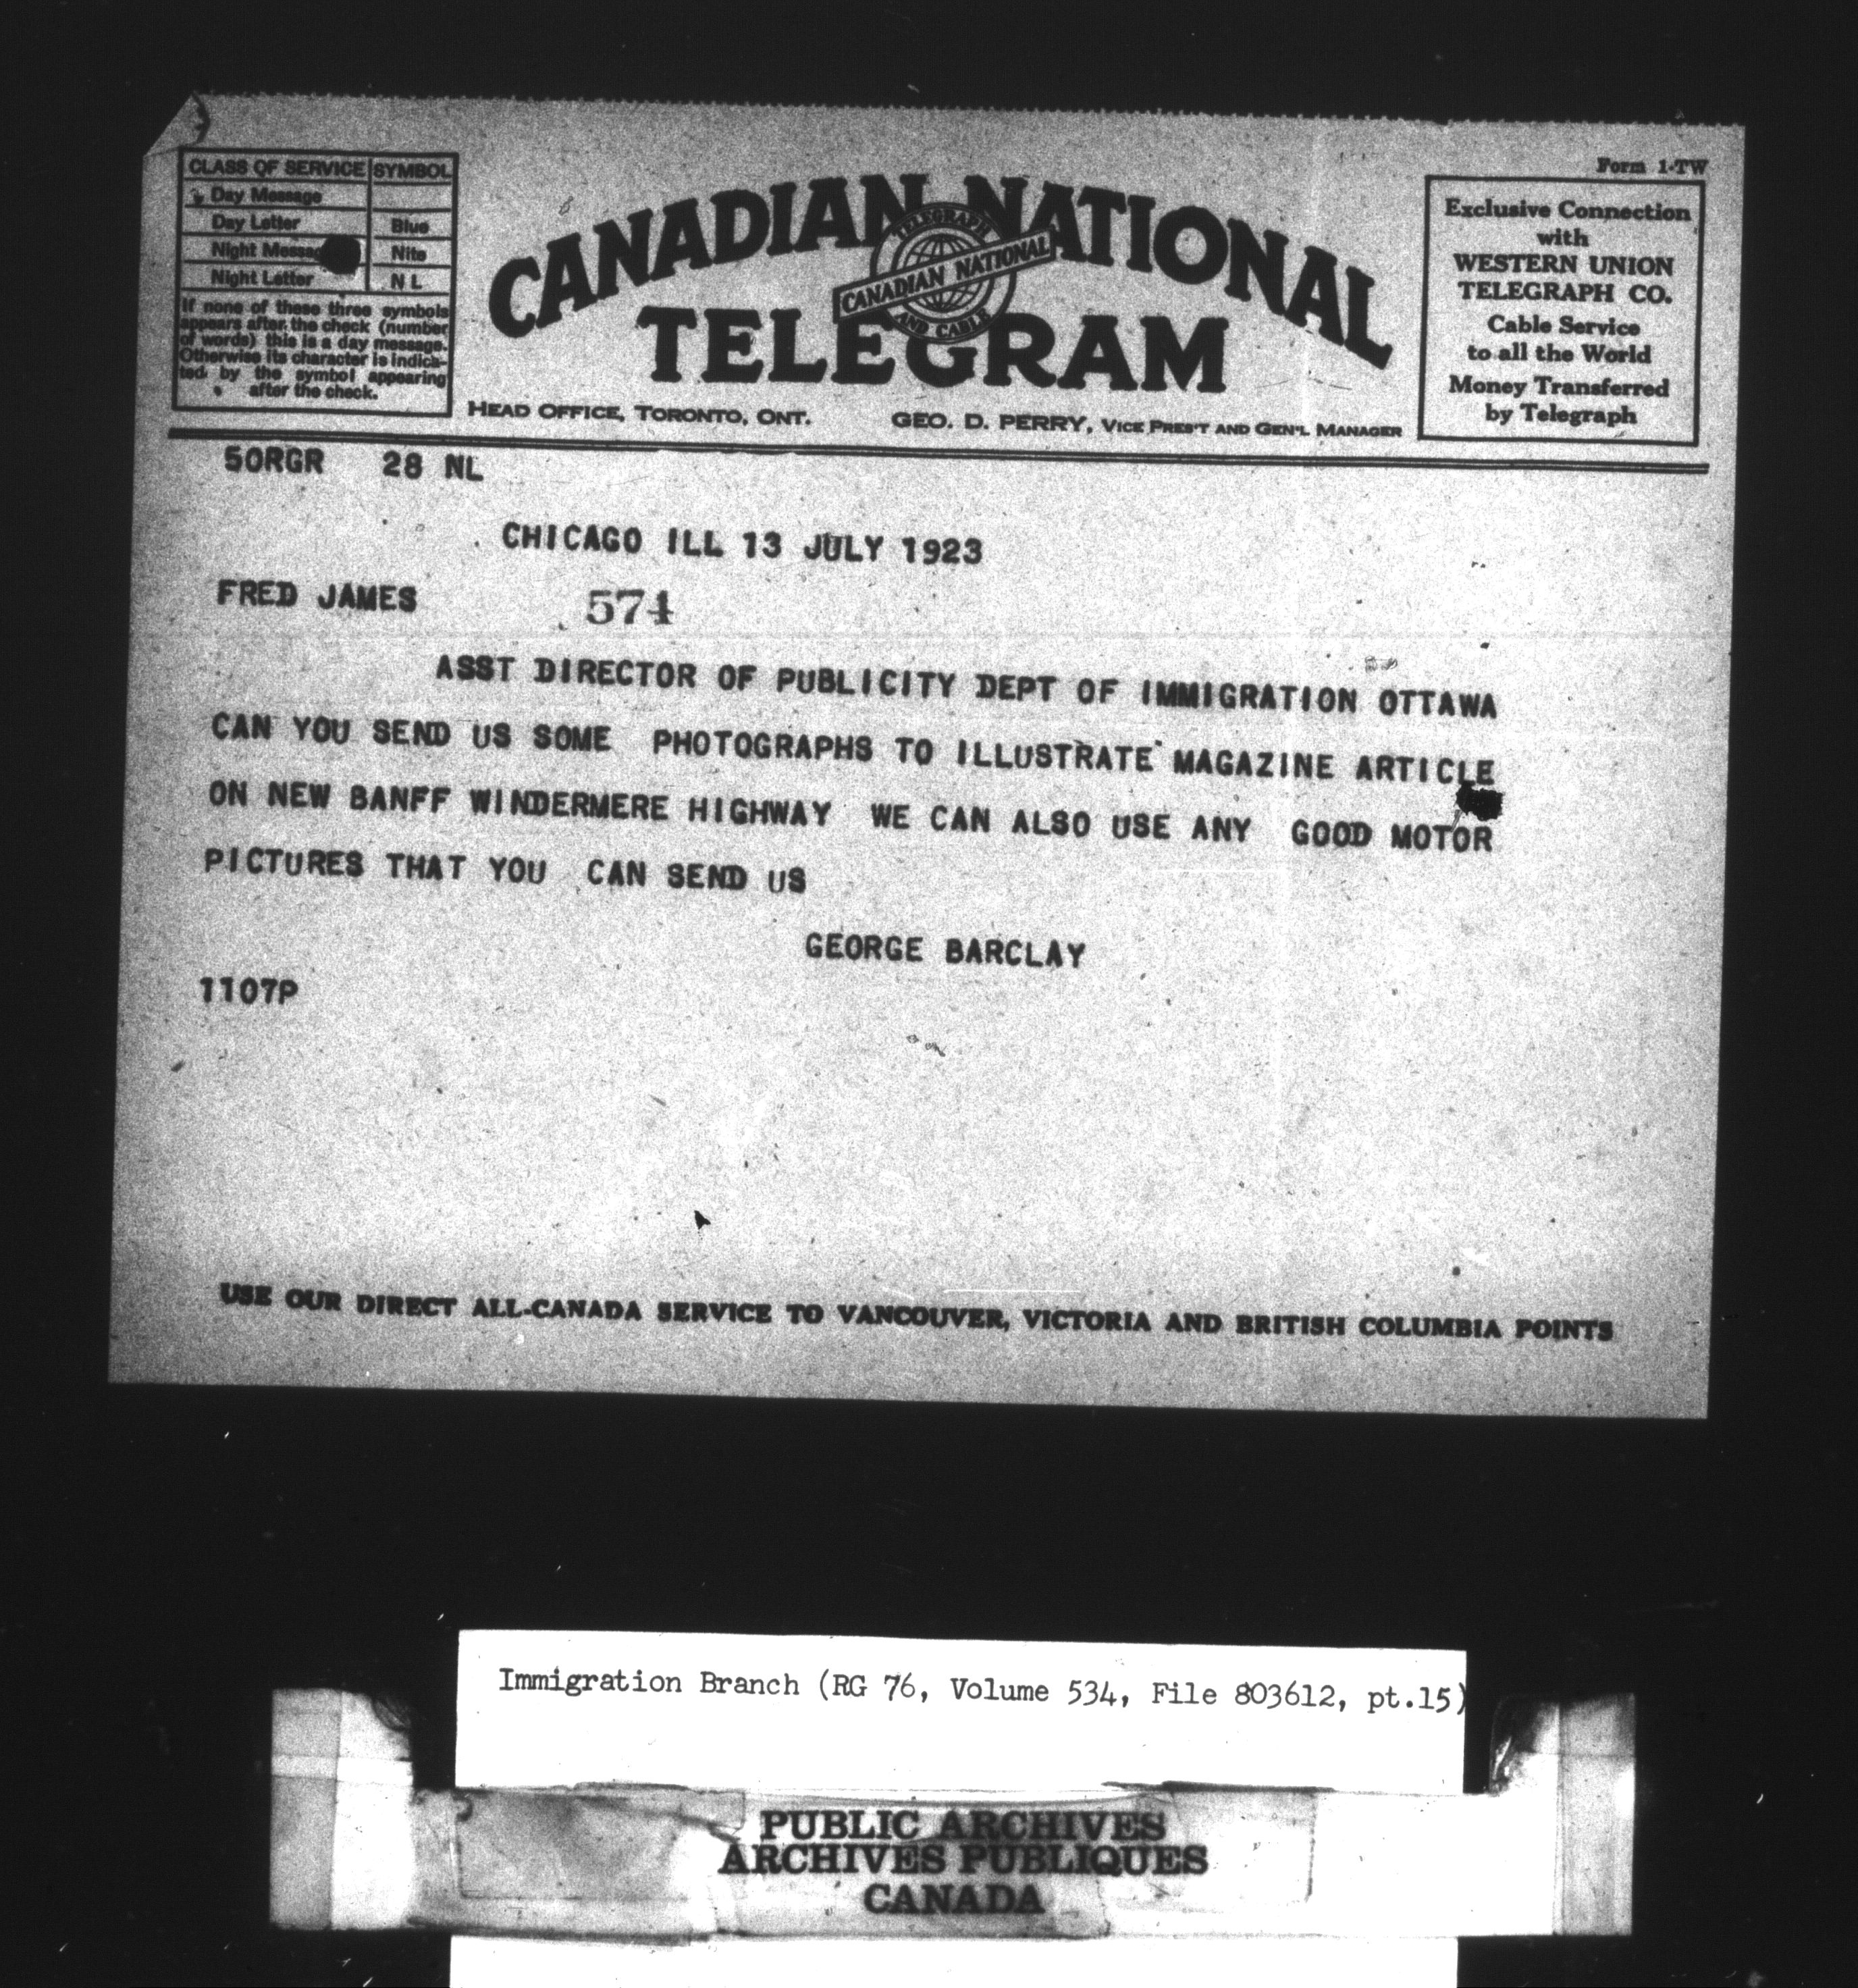 Form 1-TW
CLASS OF SERVICE SYMBOL
Day Message
Day Letter Blue
Night Nite
Night Letter N L
If none of these three symbols
appears after the check (number
of words) this is a day message.
Otherwise its character is indica-
ted by the symbol appearing
after the check.
CANADIAN NATIONAL
TELEGRAPH
CANADIAN NATIONAL
AND CABLE
TELEGRAM
HEAD OFFICE, TORONTO, ONT. GEO. D. PERRY, VICE PRES'T AND GEN'L MANAGER
Exclusive Connection
with
WESTERN UNION
TELEGRAPH CO.
Cable Service
to all the World
Money Transferred
by Telegraph
50RGR 28 NL
CHICAGO ILL 13 JULY 1923
FRED JAMES 574
ASST DIRECTOR OF PUBLICITY DEPT OF IMMIGRATION OTTAWA
CAN YOU SEND US SOME PHOTOGRAPHS TO ILLUSTRATE MAGAZINE ARTICLE
ON NEW BANFF WINDERMERE HIGHWAY WE CAN ALSO USE ANY GOOD MOTOR
PICTURES THAT YOU CAN SEND US
GEORGE BARCLAY
1107P
USE OUR DIRECT ALL-CANADA SERVICE TO VANCOUVER, VICTORIA AND BRITISH COLUMBIA POINTS
Immigration Branch (RG 76, Volume 534, File 803612, pt.15)
PUBLIC ARCHIVES
ARCHIVES PUBLIQUES
CANADA